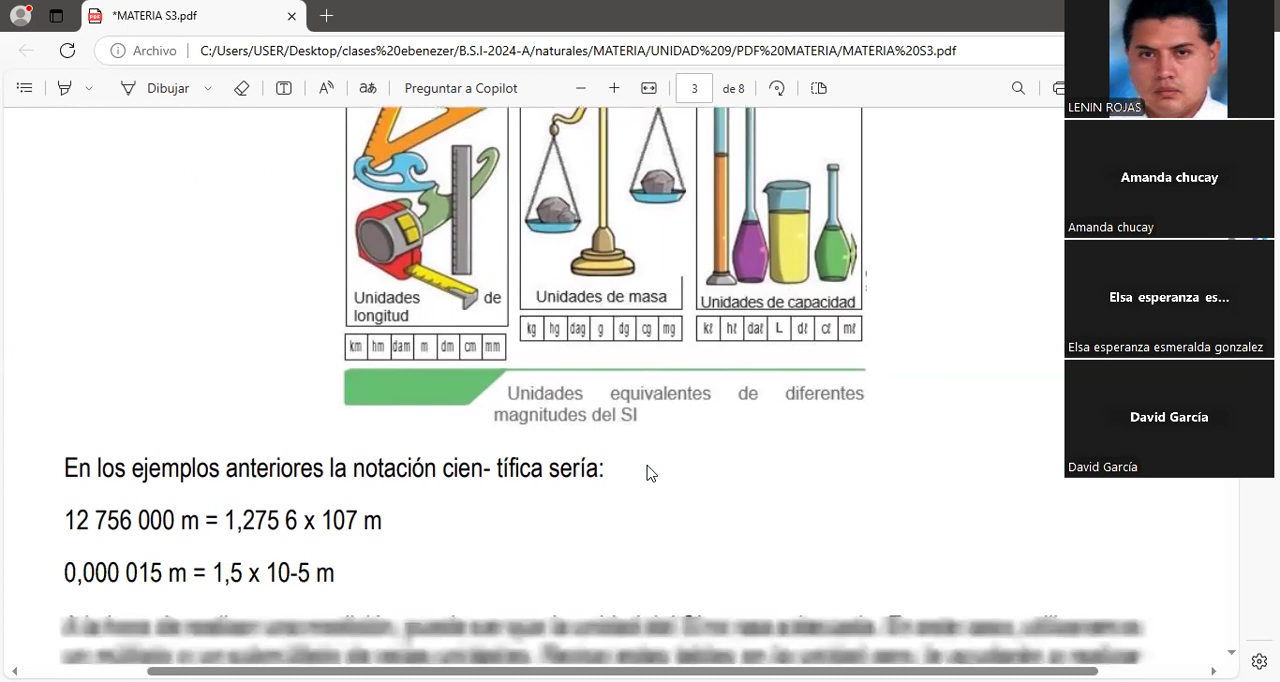 *MATERIA S3.pdf
Archivo
C:/Users/USER/Desktop/clases%20ebenezer/B.S.I-2024-A/naturales/MATERIA/UNIDAD%209/PDF%20MATERIA/MATERIA%20S3.pdf
Dibujar
Preguntar a Copilot
3
de 8
LENIN ROJAS
Amanda chucay
Amanda chucay
Elsa esperanza es...
Elsa esperanza esmeralda gonzalez
David García
David García
Unidades de
longitud
km hm dam m dm cm mm
Unidades de masa
kg hg dag g dg cg mg
Unidades de capacidad
kℓ hℓ daℓ L dℓ cℓ mℓ
Unidades equivalentes de diferentes
magnitudes del SI
En los ejemplos anteriores la notación cien- tífica sería:
12 756 000 m = 1,275 6 x 107 m
0,000 015 m = 1,5 x 10-5 m